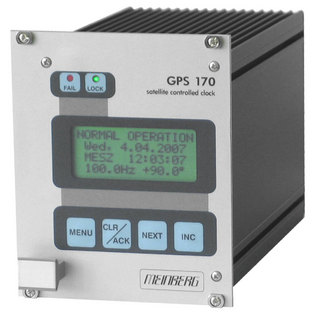 GPS 170
satellite controlled clock
FAIL LOCK
NORMAL OPERATION
Wed, 4.04.2007
MESZ 12:03:07
100.0Hz +90.0°
MENU CLR/ACK NEXT INC
MEINBERG